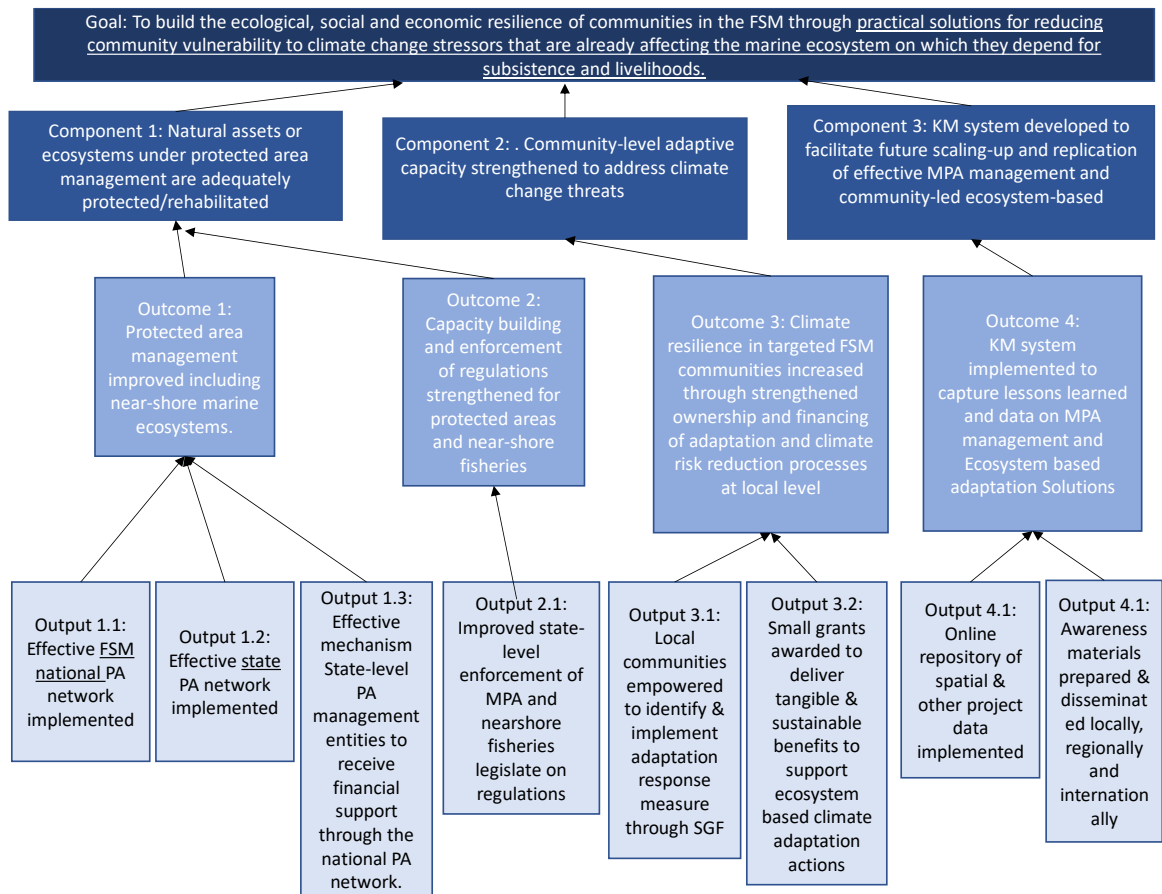 Goal: To build the ecological, social and economic resilience of communities in the FSM through practical solutions for reducing
community vulnerability to climate change stressors that are already affecting the marine ecosystem on which they depend for
subsistence and livelihoods.
Component 1: Natural assets or
ecosystems under protected area
management are adequately
protected/rehabilitated
Component 2: . Community-level adaptive
capacity strengthened to address climate
change threats
Component 3: KM system developed to
facilitate future scaling-up and replication
of effective MPA management and
community-led ecosystem-based
Outcome 1:
Protected area
management
improved including
near-shore marine
ecosystems.
Outcome 2:
Capacity building
and enforcement
of regulations
strengthened for
protected areas
and near-shore
fisheries
Outcome 3: Climate
resilience in targeted FSM
communities increased
through strengthened
ownership and financing
of adaptation and climate
risk reduction processes
at local level
Outcome 4:
KM system
implemented to
capture lessons learned
and data on MPA
management and
Ecosystem based
adaptation Solutions
Output 1.1:
Effective FSM
national PA
network
implemented
Output 1.2:
Effective state
PA network
implemented
Output 1.3:
Effective
mechanism
State-level
PA
management
entities to
receive
financial
support
through the
national PA
network.
Output 2.1:
Improved state-
level
enforcement of
MPA and
nearshore
fisheries
legislate on
regulations
Output 3.1:
Local
communities
empowered
to identify &
implement
adaptation
response
measure
through SGF
Output 3.2:
Small grants
awarded to
deliver
tangible &
sustainable
benefits to
support
ecosystem
based climate
adaptation
actions
Output 4.1:
Online
repository of
spatial &
other project
data
implemented
Output 4.1:
Awareness
materials
prepared &
disseminat
ed locally,
regionally
and
internation
ally